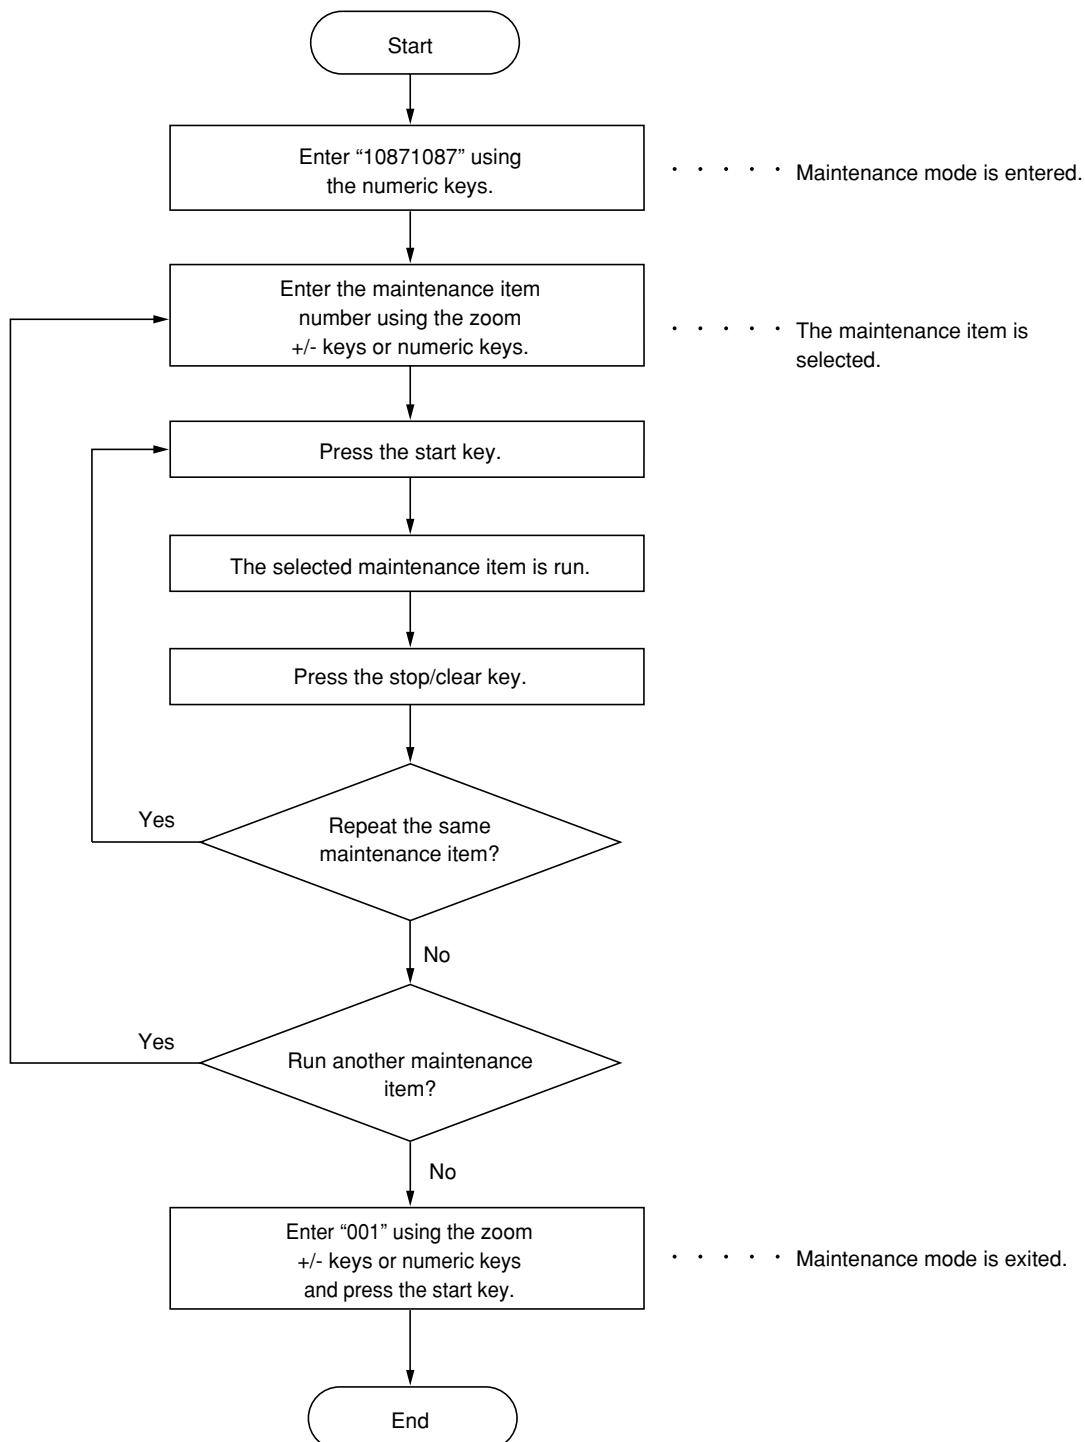 Start
Enter “10871087” using
the numeric keys.
· · · · · Maintenance mode is entered.
Enter the maintenance item
number using the zoom
+/- keys or numeric keys.
· · · · · The maintenance item is
selected.
Press the start key.
The selected maintenance item is run.
Press the stop/clear key.
Yes
Repeat the same
maintenance item?
No
Yes
Run another maintenance
item?
No
Enter “001” using the zoom
+/- keys or numeric keys
and press the start key.
· · · · · Maintenance mode is exited.
End